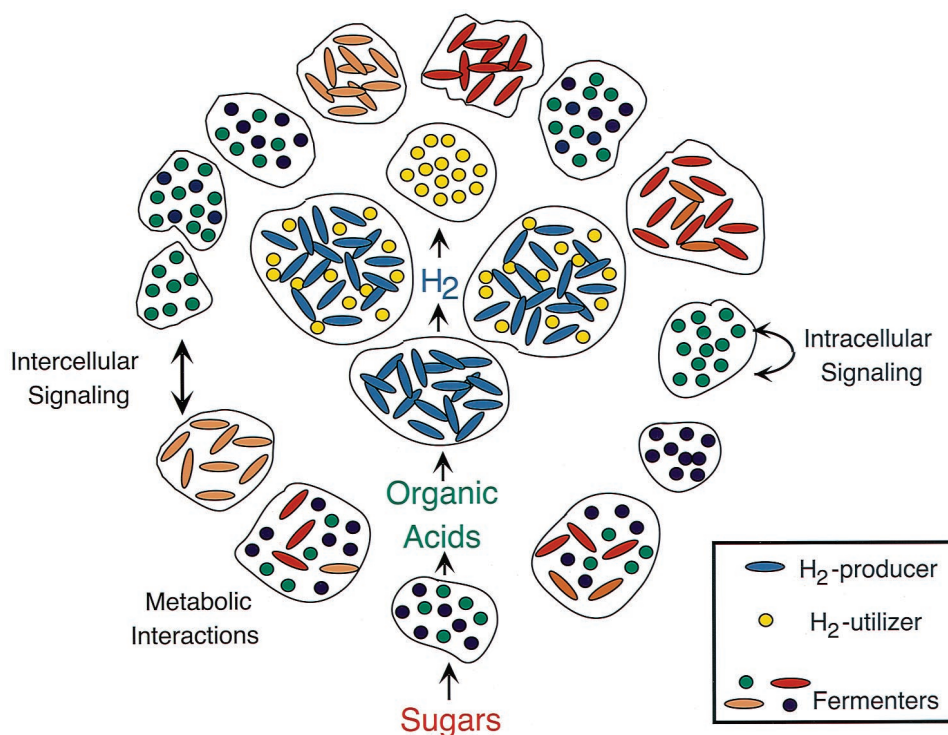 H2
Intercellular
Signaling
Intracellular
Signaling
Organic
Acids
Metabolic
Interactions
Sugars
H2-producer
H2-utilizer
Fermenters